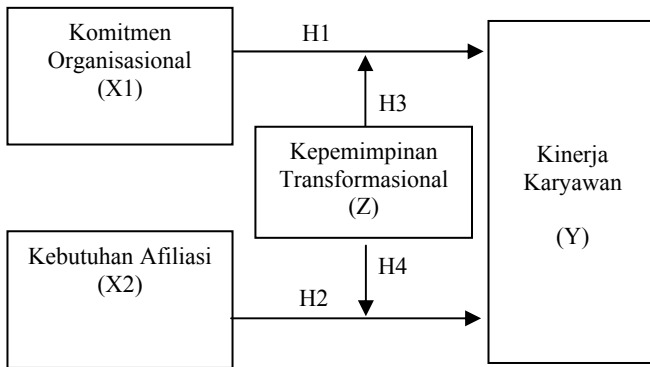 Komitmen
Organisasional
(X1)
H1
H3
Kepemimpinan
Transformasional
(Z)
Kinerja
Karyawan
(Y)
Kebutuhan Afiliasi
(X2)
H4
H2